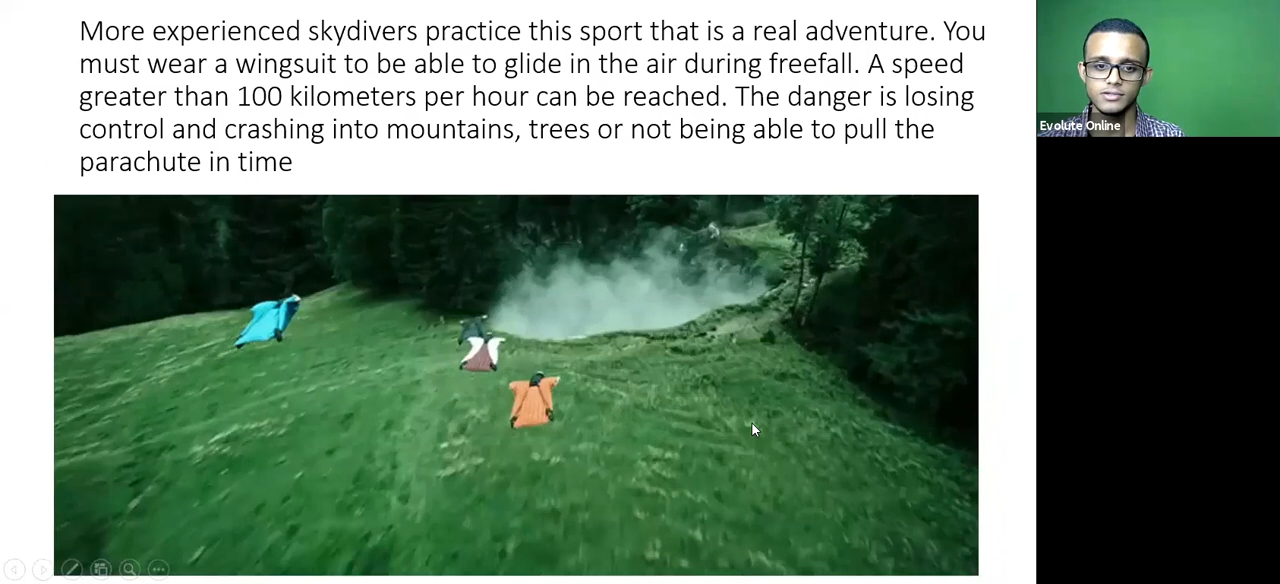 More experienced skydivers practice this sport that is a real adventure. You
must wear a wingsuit to be able to glide in the air during freefall. A speed
greater than 100 kilometers per hour can be reached. The danger is losing
control and crashing into mountains, trees or not being able to pull the
parachute in time
Evolute Online